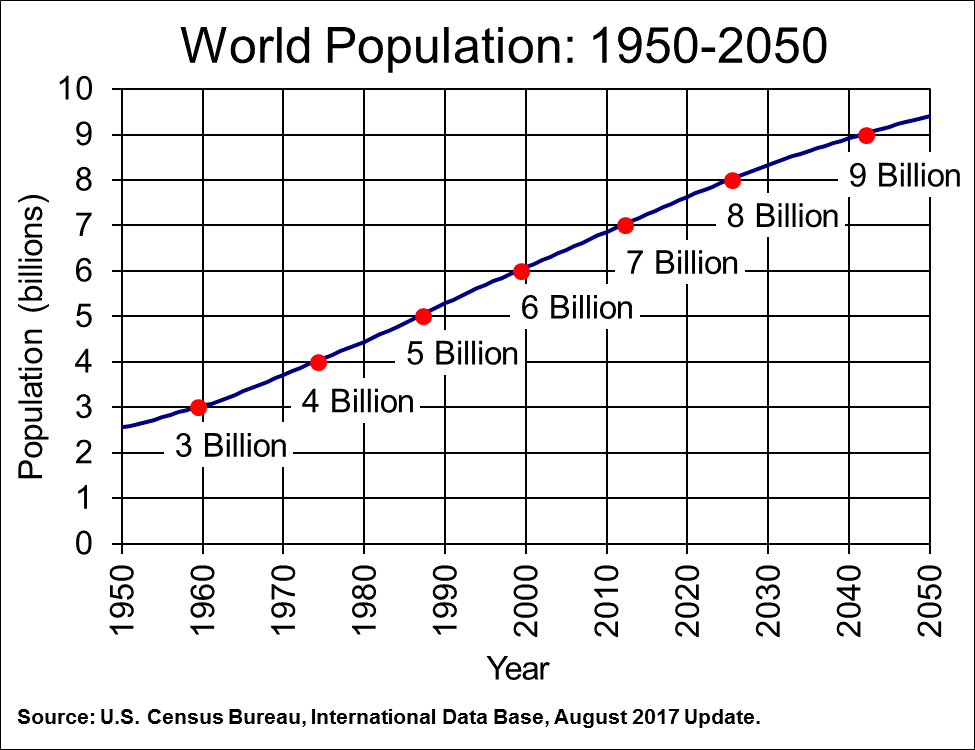 World Population: 1950-2050
Population (billions)
10
9
8
7
6
5
4
3
2
1
0
9 Billion
8 Billion
7 Billion
6 Billion
5 Billion
4 Billion
3 Billion
1950 1960 1970 1980 1990 2000 2010 2020 2030 2040 2050
Year
Source: U.S. Census Bureau, International Data Base, August 2017 Update.